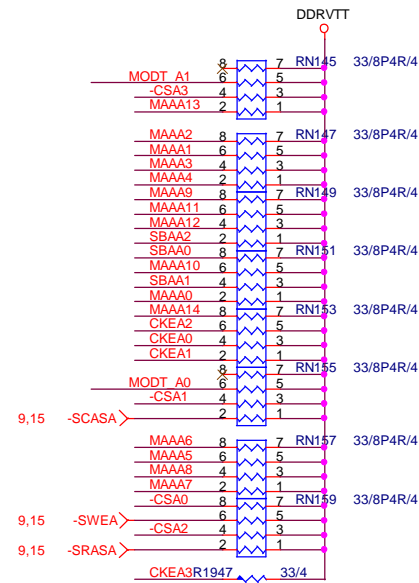 DDRVTT
8 7 RN145 33/8P4R/4
MODT_A1 6 5
-CSA3 4 3
MAAA13 2 1
MAAA2 8 7 RN147 33/8P4R/4
MAAA1 6 5
MAAA3 4 3
MAAA4 2 1
MAAA9 8 7 RN149 33/8P4R/4
MAAA11 6 5
MAAA12 4 3
SBAA2 2 1
SBAA0 8 7 RN151 33/8P4R/4
MAAA10 6 5
SBAA1 4 3
MAAA0 2 1
MAAA14 8 7 RN153 33/8P4R/4
CKEA2 6 5
CKEA0 4 3
CKEA1 2 1
8 7 RN155 33/8P4R/4
MODT_A0 6 5
-CSA1 4 3
9,15 -SCASA 2 1
MAAA6 8 7 RN157 33/8P4R/4
MAAA5 6 5
MAAA8 4 3
MAAA7 2 1
-CSA0 8 7 RN159 33/8P4R/4
9,15 -SWEA 6 5
-CSA2 4 3
9,15 -SRASA 2 1
CKEA3 R1947 33/4